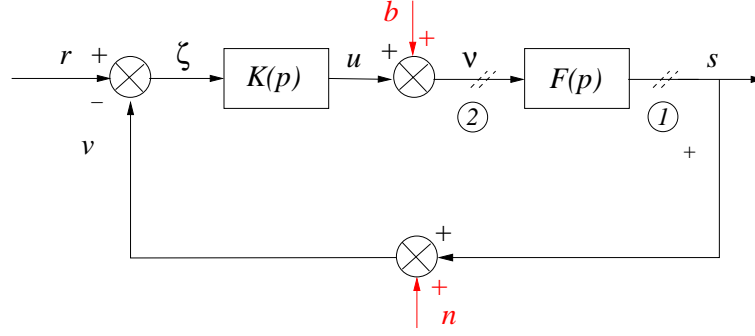 b
r + ζ K(p) u + + ν F(p) s
−
2 1
v +
+
+
n